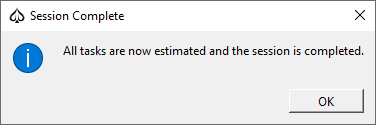 Session Complete
All tasks are now estimated and the session is completed.
OK